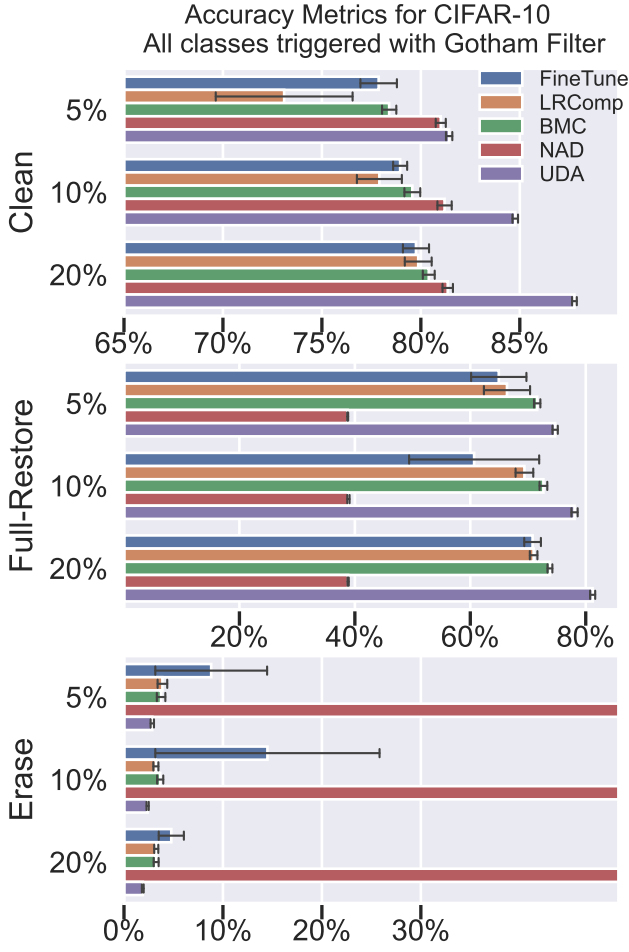 Accuracy Metrics for CIFAR-10
All classes triggered with Gotham Filter
FineTune
LRComp
BMC
NAD
UDA
Clean
5%
10%
20%
65% 70% 75% 80% 85%
Full-Restore
5%
10%
20%
20% 40% 60% 80%
Erase
5%
10%
20%
0% 10% 20% 30%